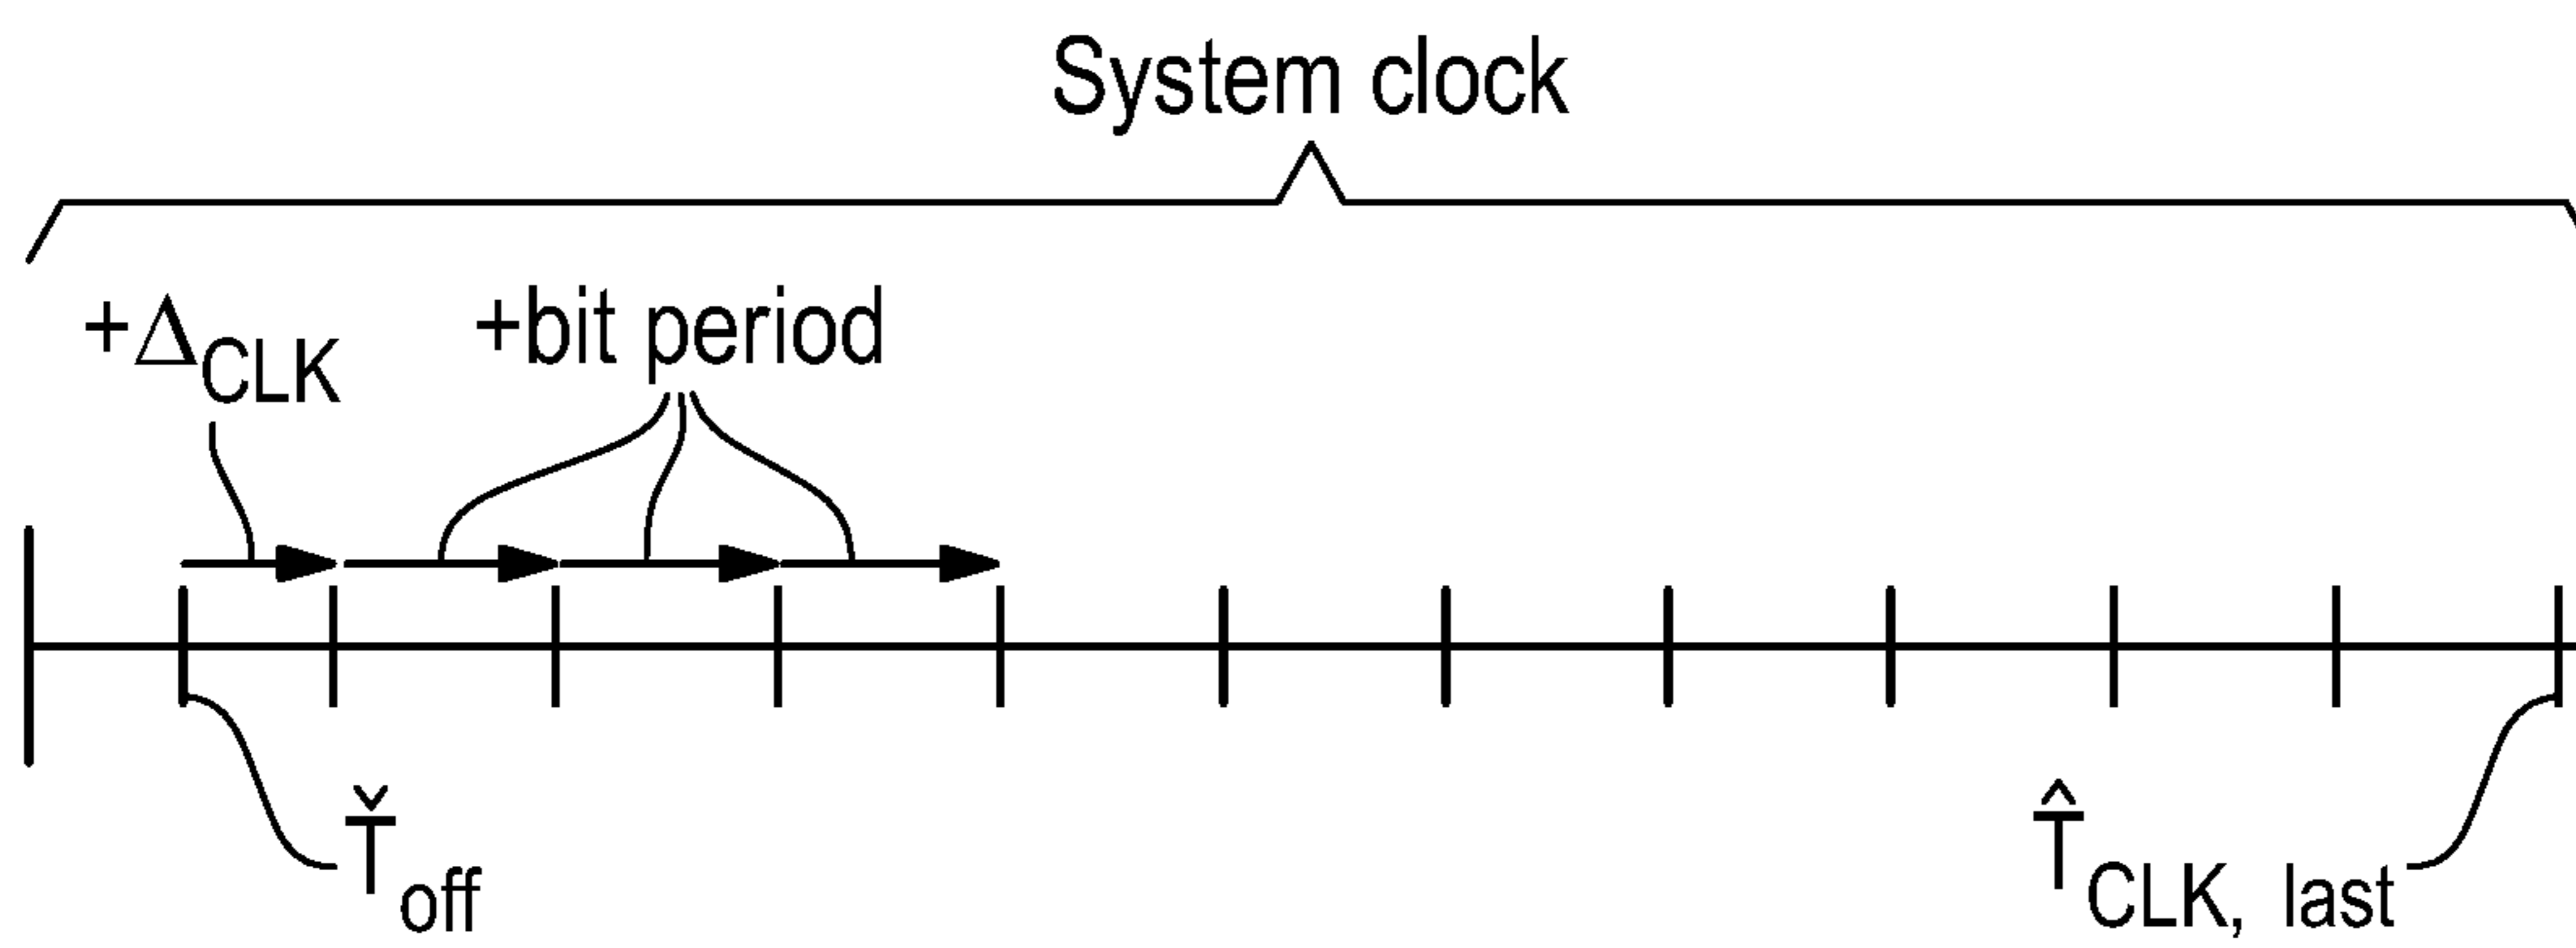 System clock
+ΔCLK
+bit period
Ťoff
T̂CLK, last